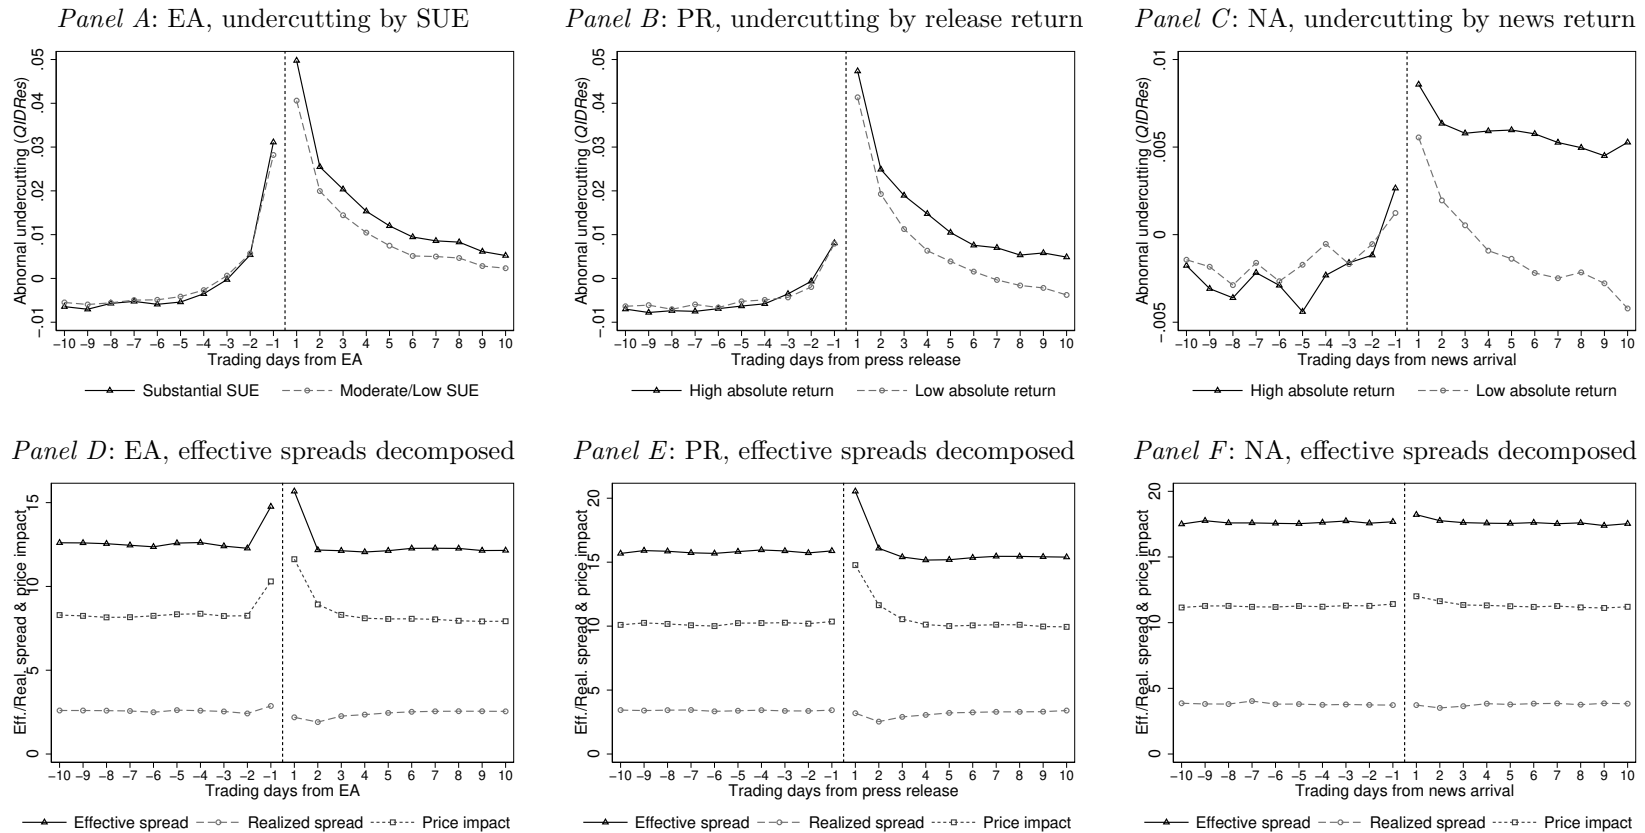 Panel A: EA, undercutting by SUE
Abnornal undercutting (QIDRes)
.05
.04
.03
.02
.01
0
−.01
−10 −9 −8 −7 −6 −5 −4 −3 −2 −1 1 2 3 4 5 6 7 8 9 10
Trading days from EA
Substantial SUE Moderate/Low SUE
Panel B: PR, undercutting by release return
Abnornal undercutting (QIDRes)
.05
.04
.03
.02
.01
0
−.01
−10 −9 −8 −7 −6 −5 −4 −3 −2 −1 1 2 3 4 5 6 7 8 9 10
Trading days from press release
High absolute return Low absolute return
Panel C: NA, undercutting by news return
Abnornal undercutting (QIDRes)
.01
.005
0
−.005
−10 −9 −8 −7 −6 −5 −4 −3 −2 −1 1 2 3 4 5 6 7 8 9 10
Trading days from news arrival
High absolute return Low absolute return
Panel D: EA, effective spreads decomposed
Eff./Real. spread & price impact
15
10
5
0
−10 −9 −8 −7 −6 −5 −4 −3 −2 −1 1 2 3 4 5 6 7 8 9 10
Trading days from EA
Effective spread Realized spread Price impact
Panel E: PR, effective spreads decomposed
Eff./Real. spread & price impact
20
15
10
5
0
−10 −9 −8 −7 −6 −5 −4 −3 −2 −1 1 2 3 4 5 6 7 8 9 10
Trading days from press release
Effective spread Realized spread Price impact
Panel F: NA, effective spreads decomposed
Eff./Real. spread & price impact
20
15
10
5
0
−10 −9 −8 −7 −6 −5 −4 −3 −2 −1 1 2 3 4 5 6 7 8 9 10
Trading days from news arrival
Effective spread Realized spread Price impact